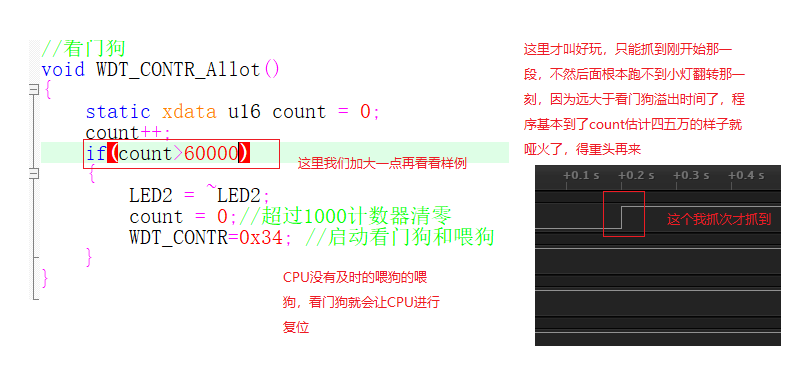 //看门狗
void WDT_CONTR_Allot()
{
static xdata u16 count = 0;
count++;
if(count>60000)
这里我们加大一点再看看样例
{
LED2 = ~LED2;
count = 0;//超过1000计数器清零
WDT_CONTR=0x34; //启动看门狗和喂狗
}
}
CPU没有及时的喂狗的喂
狗，看门狗就会让CPU进行
复位
这里才叫好玩，只能抓到刚开始那一
段，不然后面根本跑不到小灯翻转那一
刻，因为远大于看门狗溢出时间了，程
序基本到了count估计四五万的样子就
哑火了，得重头再来
+0.1 s +0.2 s +0.3 s +0.4 s
这个我抓次才抓到